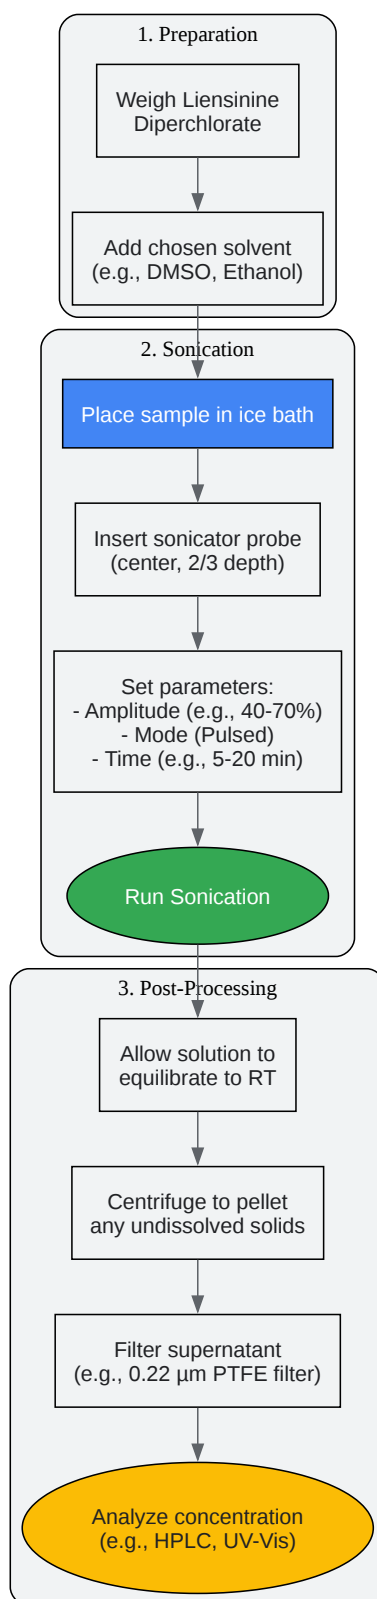 1. Preparation
Weigh Liensinine
Diperchlorate
Add chosen solvent
(e.g., DMSO, Ethanol)
2. Sonication
Place sample in ice bath
Insert sonicator probe
(center, 2/3 depth)
Set parameters:
- Amplitude (e.g., 40-70%)
- Mode (Pulsed)
- Time (e.g., 5-20 min)
Run Sonication
3. Post-Processing
Allow solution to
equilibrate to RT
Centrifuge to pellet
any undissolved solids
Filter supernatant
(e.g., 0.22 µm PTFE filter)
Analyze concentration
(e.g., HPLC, UV-Vis)